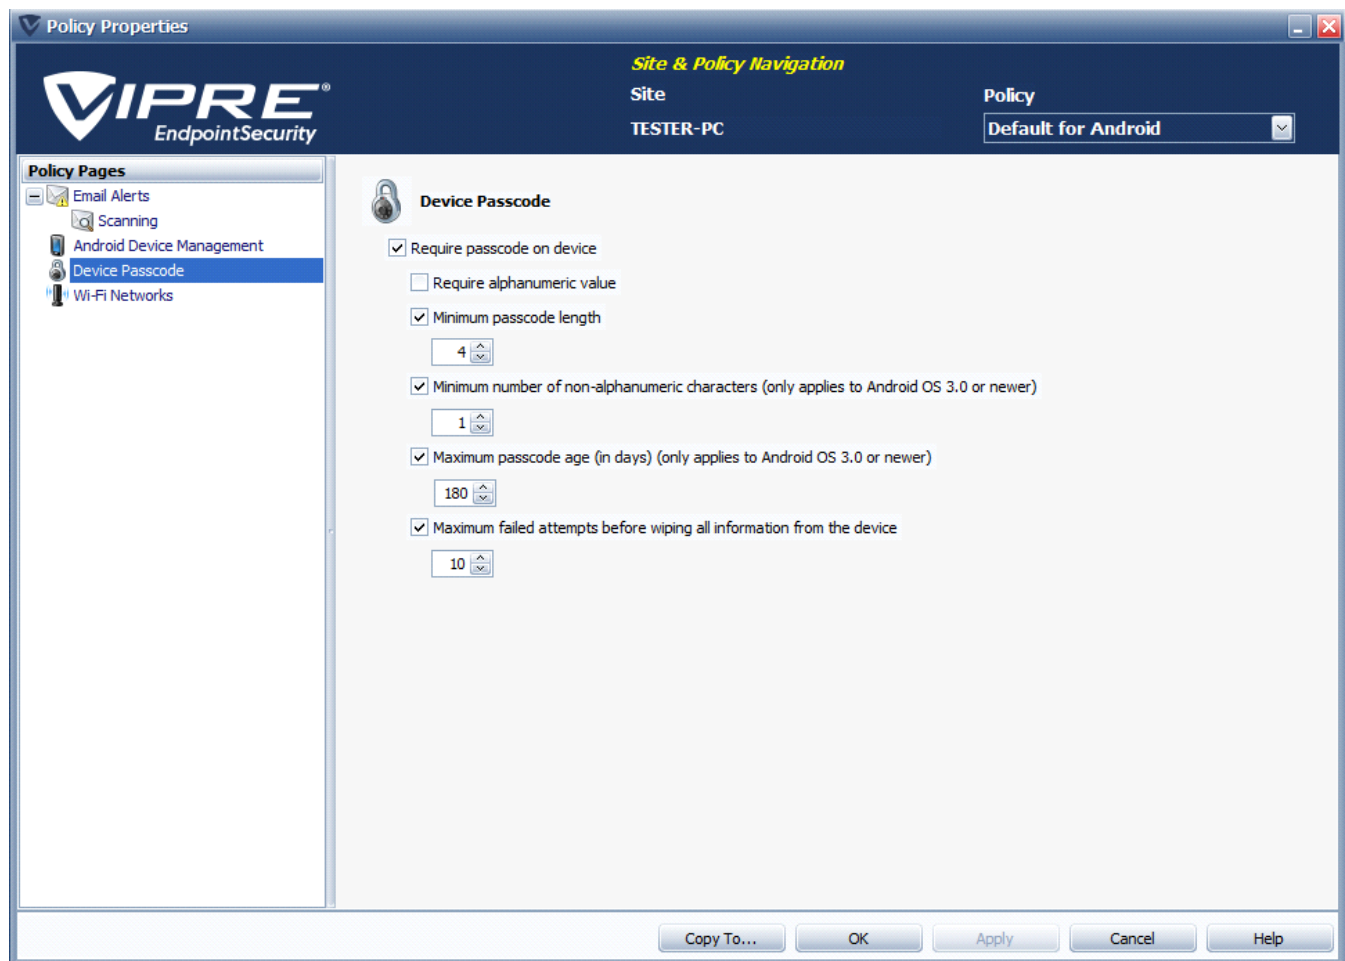 Policy Properties
Site & Policy Navigation
Site
Policy
VIPRE®
EndpointSecurity
TESTER-PC
Default for Android
Policy Pages
Email Alerts
Scanning
Android Device Management
Device Passcode
Wi-Fi Networks
Device Passcode
Require passcode on device
Require alphanumeric value
Minimum passcode length
4
Minimum number of non-alphanumeric characters (only applies to Android OS 3.0 or newer)
1
Maximum passcode age (in days) (only applies to Android OS 3.0 or newer)
180
Maximum failed attempts before wiping all information from the device
10
Copy To...
OK
Apply
Cancel
Help